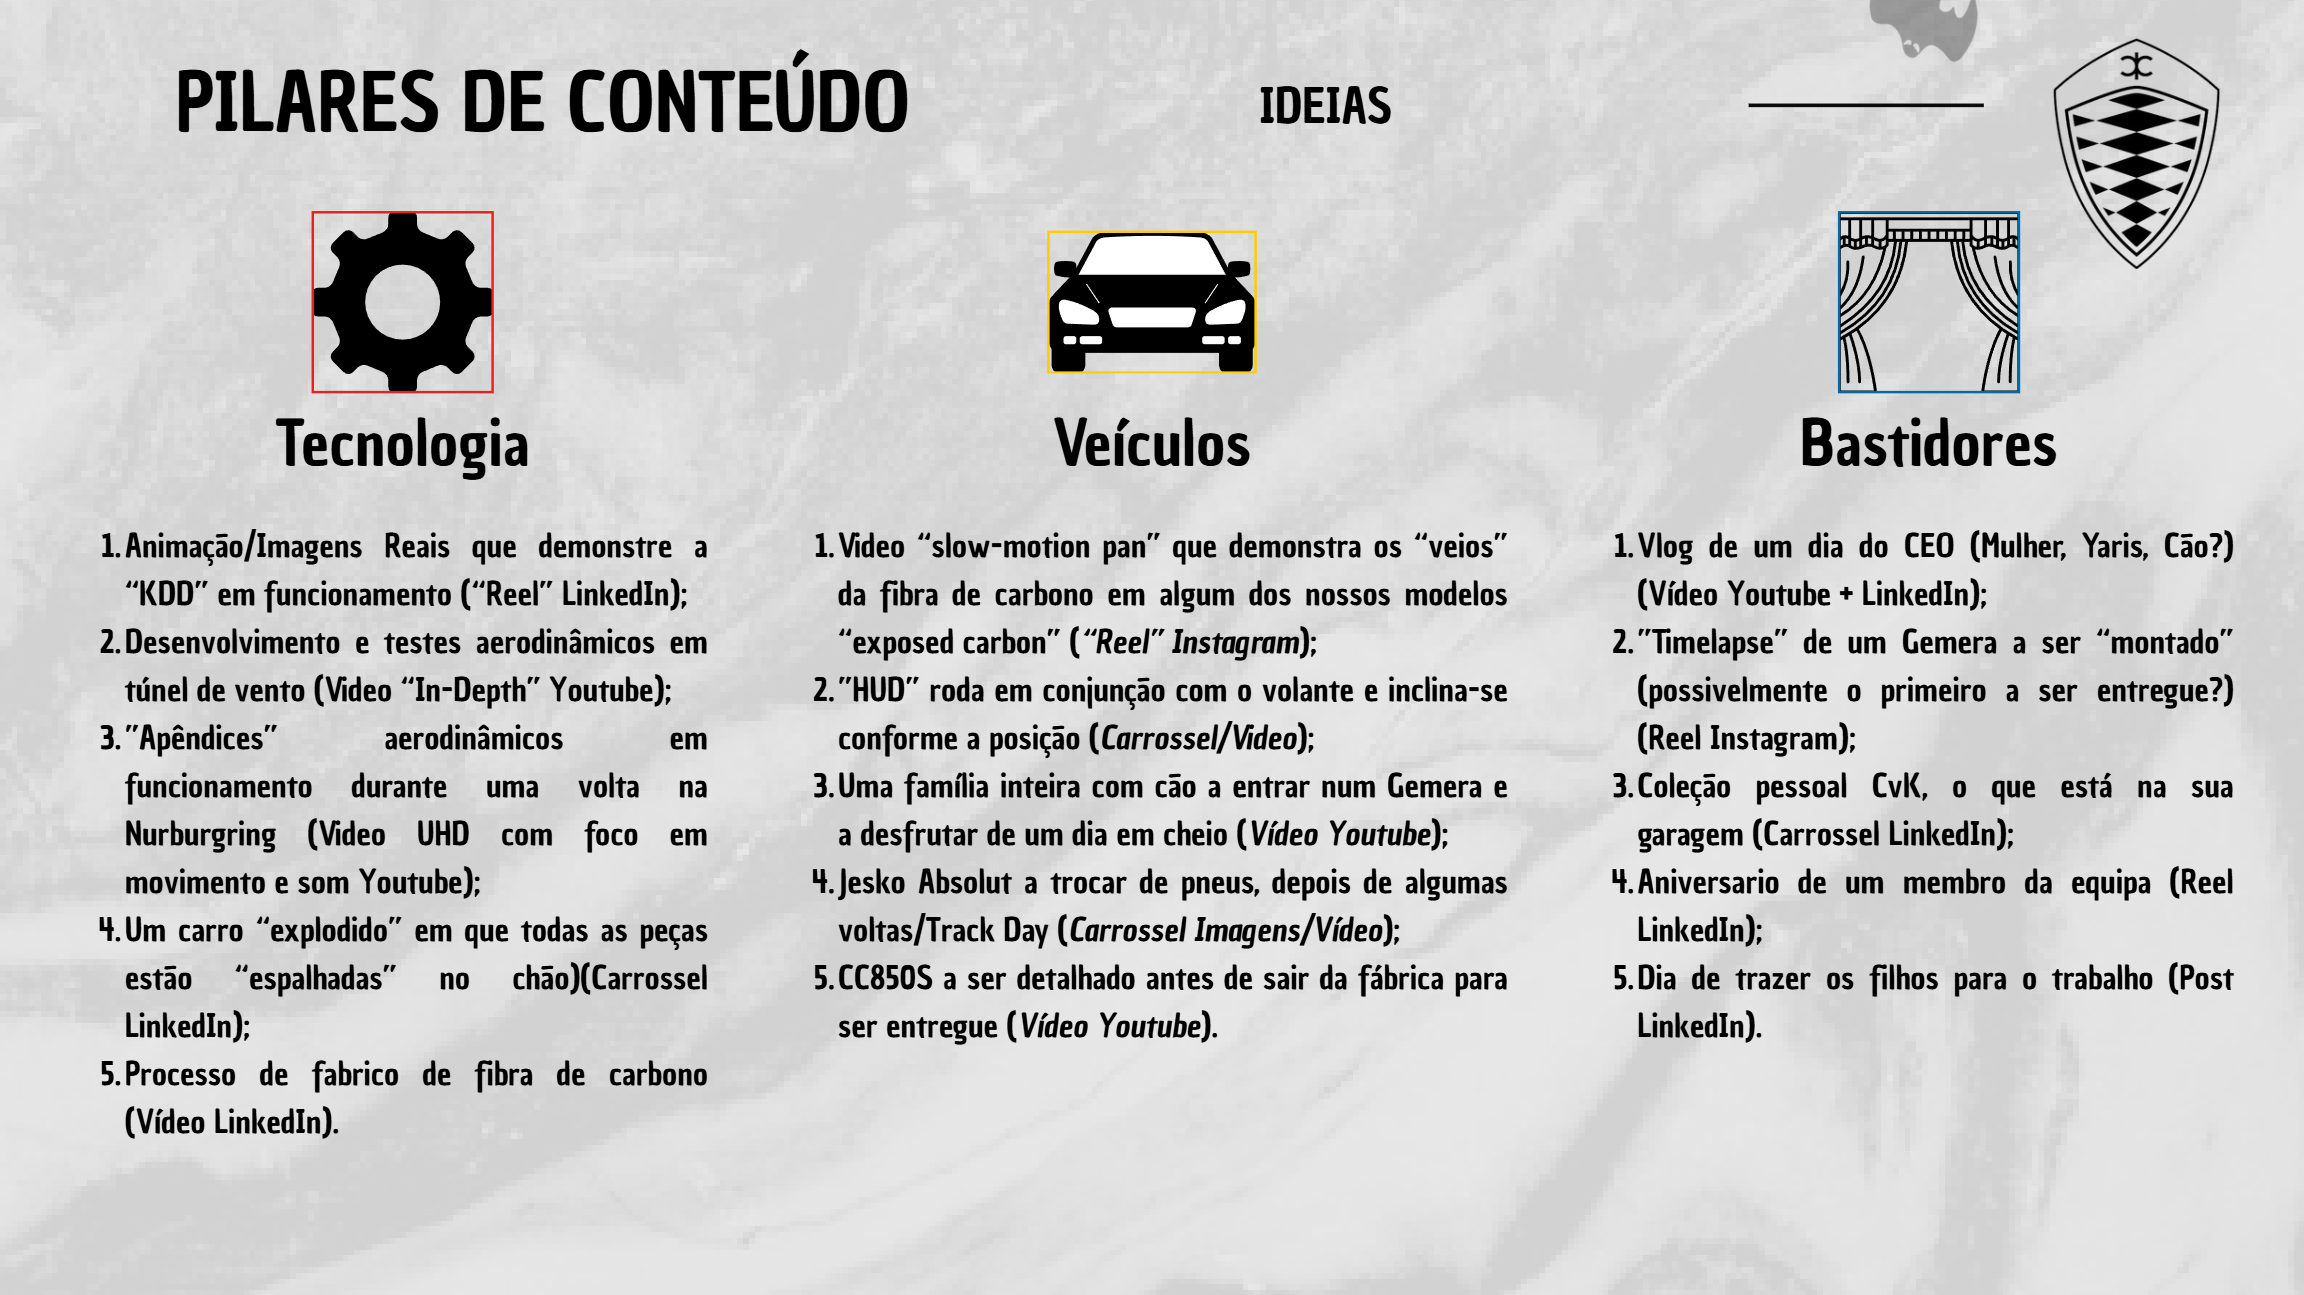 PILARES DE CONTEÚDO
IDEIAS
Tecnologia
1. Animação/Imagens Reais que demonstre a
“KDD” em funcionamento (“Reel” LinkedIn);
2. Desenvolvimento e testes aerodinâmicos em
túnel de vento (Video “In-Depth” Youtube);
3. ”Apêndices” aerodinâmicos em
funcionamento durante uma volta na
Nurburgring (Video UHD com foco em
movimento e som Youtube);
4. Um carro “explodido” em que todas as peças
estão “espalhadas” no chão)(Carrossel
LinkedIn);
5. Processo de fabrico de fibra de carbono
(Vídeo LinkedIn).
Veículos
1. Video “slow-motion pan” que demonstra os “veios”
da fibra de carbono em algum dos nossos modelos
“exposed carbon” (“Reel” Instagram);
2. ”HUD” roda em conjunção com o volante e inclina-se
conforme a posição (Carrossel/Video);
3. Uma família inteira com cão a entrar num Gemera e
a desfrutar de um dia em cheio (Vídeo Youtube);
4. Jesko Absolut a trocar de pneus, depois de algumas
voltas/Track Day (Carrossel Imagens/Vídeo);
5. CC850S a ser detalhado antes de sair da fábrica para
ser entregue (Vídeo Youtube).
Bastidores
1. Vlog de um dia do CEO (Mulher, Yaris, Cão?)
(Vídeo Youtube + LinkedIn);
2. ”Timelapse” de um Gemera a ser “montado”
(possivelmente o primeiro a ser entregue?)
(Reel Instagram);
3. Coleção pessoal CvK, o que está na sua
garagem (Carrossel LinkedIn);
4. Aniversario de um membro da equipa (Reel
LinkedIn);
5. Dia de trazer os filhos para o trabalho (Post
LinkedIn).